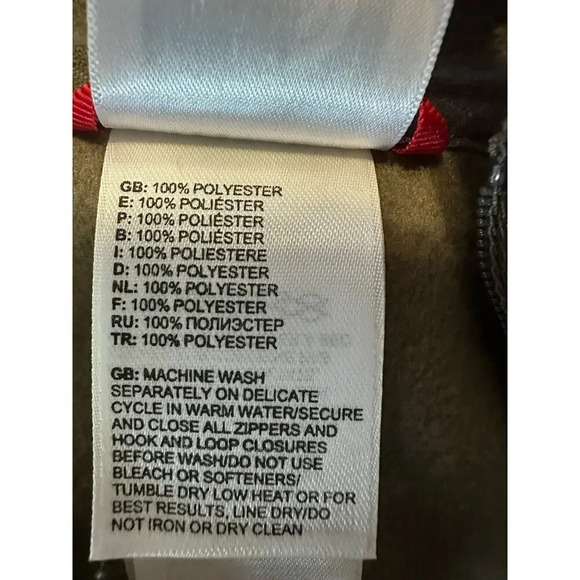 GB: 100% POLYESTER
E: 100% POLIÉSTER
P: 100% POLIÉSTER
B: 100% POLIÉSTER
I: 100% POLIESTERE
D: 100% POLYESTER
NL: 100% POLYESTER
F: 100% POLYESTER
RU: 100% ПОЛИЭСТЕР
TR: 100% POLYESTER
GB: MACHINE WASH
SEPARATELY ON DELICATE
CYCLE IN WARM WATER/SECURE
AND CLOSE ALL ZIPPERS AND
HOOK AND LOOP CLOSURES
BEFORE WASH/DO NOT USE
BLEACH OR SOFTENERS/
TUMBLE DRY LOW HEAT OR FOR
BEST RESULTS, LINE DRY/DO
NOT IRON OR DRY CLEAN